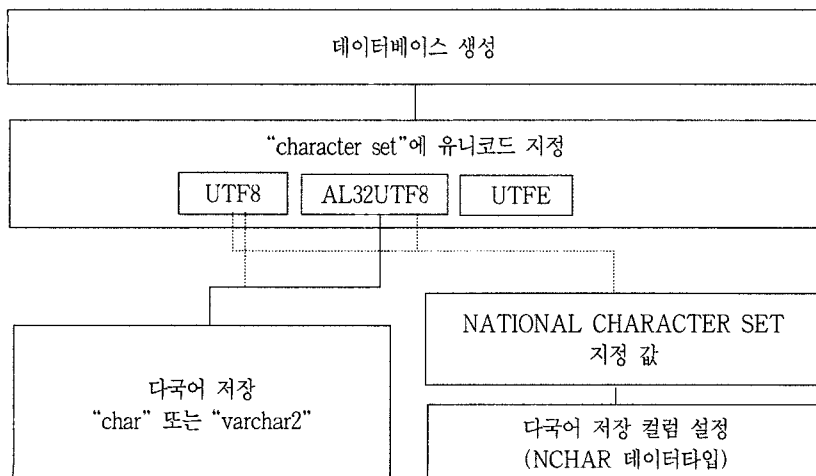 데이터베이스 생성
“character set”에 유니코드 지정
UTF8 AL32UTF8 UTFE
NATIONAL CHARACTER SET
지정 값
다국어 저장
“char” 또는 “varchar2”
다국어 저장 컬럼 설정
(NCHAR 데이터타입)